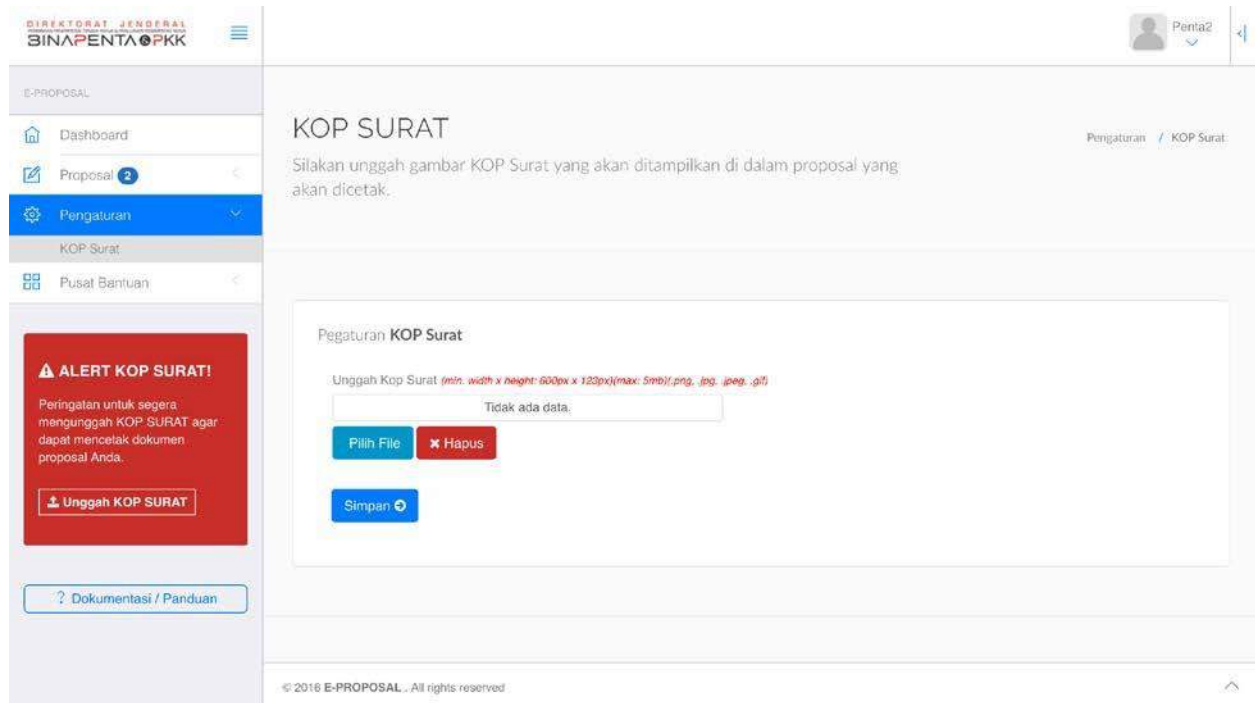 DIREKTORAT JENDERAL
BINAPENTA&PKK
Penta2
E-PROPOSAL
Dashboard
Proposal 2
Pengaturan
KOP Surat
Pusat Bantuan
ALERT KOP SURAT!
Peringatan untuk segera
mengunggah KOP SURAT agar
dapat mencetak dokumen
proposal Anda.
Unggah KOP SURAT
? Dokumentasi / Panduan
KOP SURAT
Pengaturan / KOP Surat
Silakan unggah gambar KOP Surat yang akan ditampilkan di dalam proposal yang
akan dicetak.
Pegaturan KOP Surat
Unggah Kop Surat (min. width x height: 600px x 123px)(max: 5mb)(.png, .jpg, .jpeg, .gif)
Tidak ada data.
Pilih File
Hapus
Simpan
© 2016 E-PROPOSAL . All rights reserved